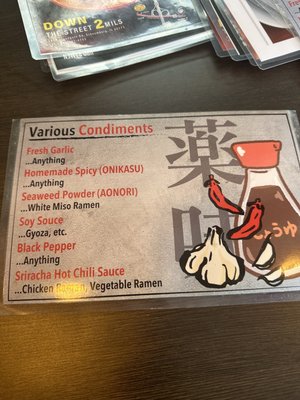 DOWN 2
THE STREET MILS
Various Condiments
Fresh Garlic
...Anything
Homemade Spicy (ONIKASU)
...Anything
Seaweed Powder (AONORI)
...White Miso Ramen
Soy Souce
...Gyoza, etc.
Black Pepper
...Anything
Sriracha Hot Chili Sauce
...Chicken Ramen, Vegetable Ramen
薬味
しょうゆ